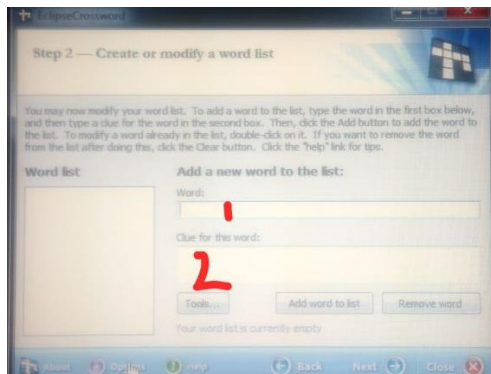 EclipseCrossword
Step 2 — Create or modify a word list
You may now modify your word list. To add a word to the list, type the word in the first box below,
and then type a clue for the word in the second box. Then, click the Add button to add the word to
the list. To modify a word already in the list, double-click on it. If you want to remove the word
from the list after doing this, click the Clear button. Click the "help" link for tips.
Word list
Add a new word to the list:
Word:
1
Clue for this word:
2
Tools...
Add word to list
Remove word
Your word list is currently empty
About
Options
Help
Back
Next
Close